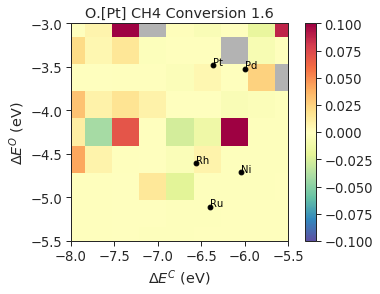 O.[Pt] CH4 Conversion 1.6
−3.0
−3.5
−4.0
−4.5
−5.0
−5.5
ΔE^O (eV)
−8.0 −7.5 −7.0 −6.5 −6.0 −5.5
ΔE^C (eV)
Pt
Pd
Rh
Ni
Ru
0.100
0.075
0.050
0.025
0.000
−0.025
−0.050
−0.075
−0.100